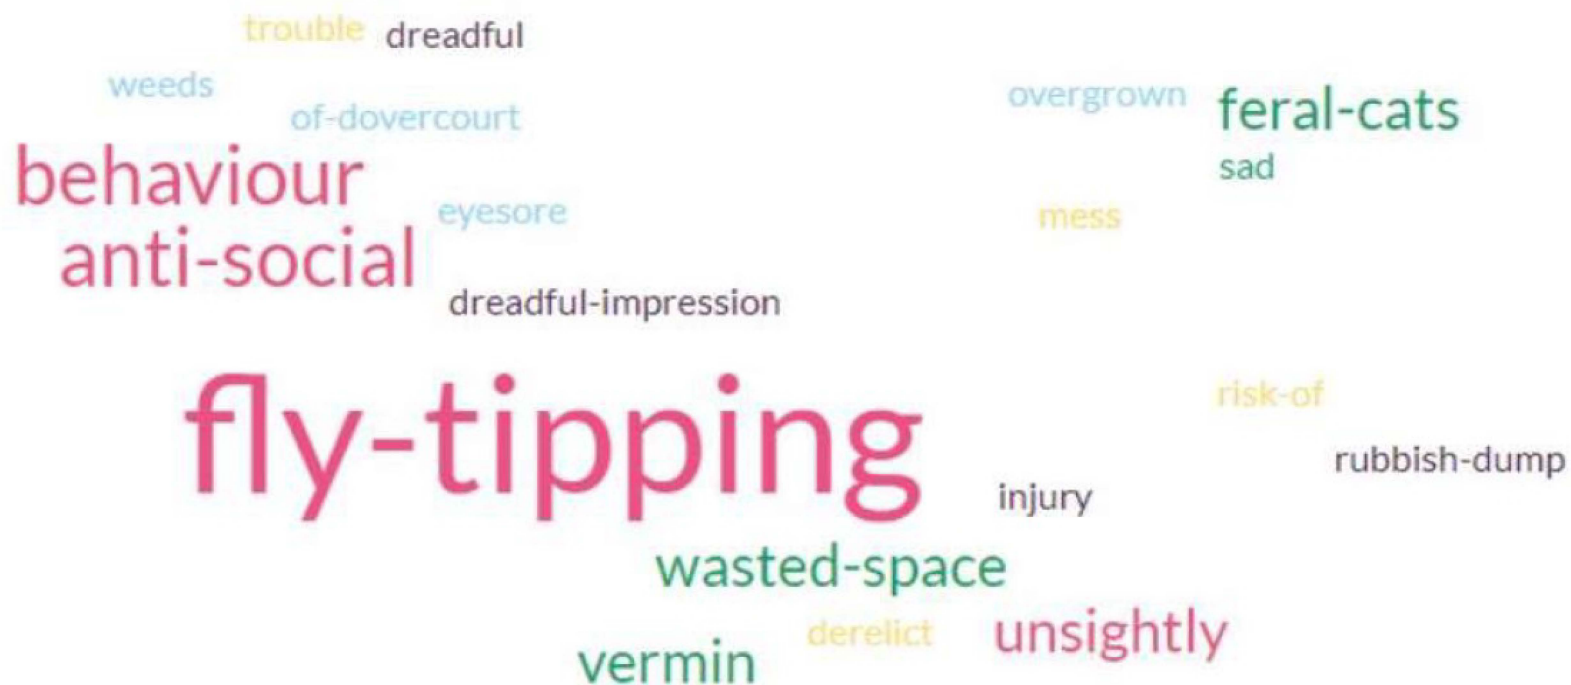 trouble dreadful
weeds
overgrown feral-cats
of-dovercourt
sad
behaviour
eyesore
mess
anti-social
dreadful-impression
risk-of
fly-tipping
rubbish-dump
injury
wasted-space
derelict unsightly
vermin